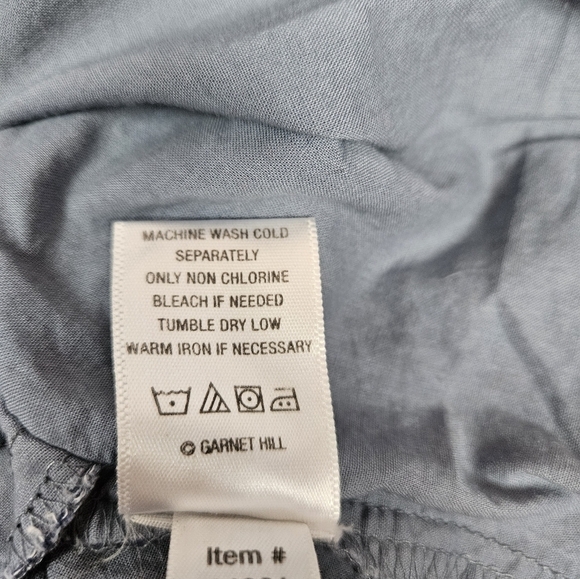 MACHINE WASH COLD
SEPARATELY
ONLY NON CHLORINE
BLEACH IF NEEDED
TUMBLE DRY LOW
WARM IRON IF NECESSARY
© GARNET HILL
Item #